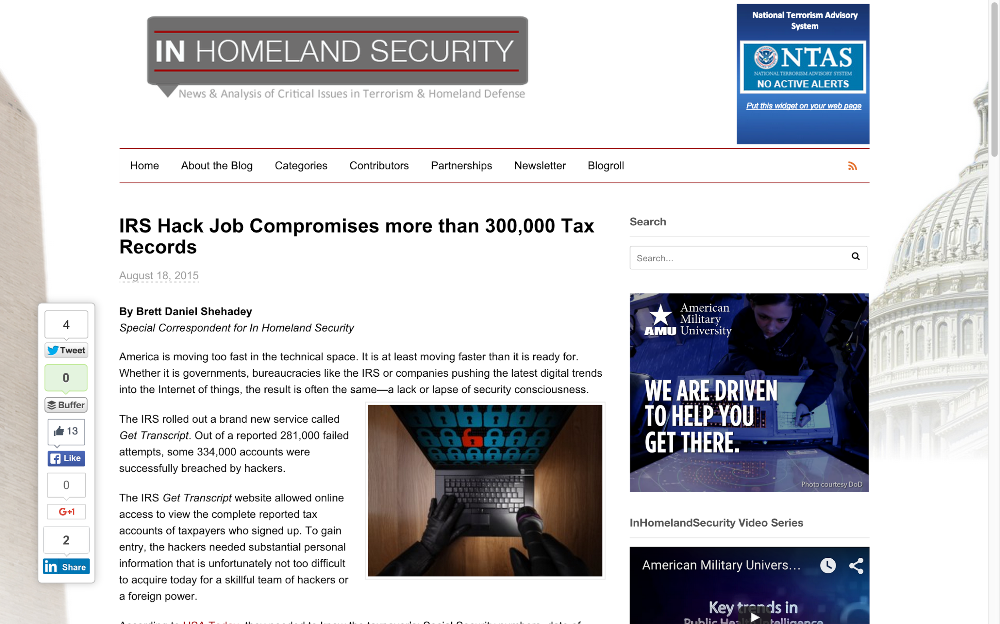 IN HOMELAND SECURITY
News & Analysis of Critical Issues in Terrorism & Homeland Defense
National Terrorism Advisory
System
NTAS
NATIONAL TERRORISM ADVISORY SYSTEM
NO ACTIVE ALERTS
Put this widget on your web page
Home About the Blog Categories Contributors Partnerships Newsletter Blogroll
IRS Hack Job Compromises more than 300,000 Tax
Records
August 18, 2015
By Brett Daniel Shehadey
Special Correspondent for In Homeland Security
America is moving too fast in the technical space. It is at least moving faster than it is ready for.
Whether it is governments, bureaucracies like the IRS or companies pushing the latest digital trends
into the Internet of things, the result is often the same—a lack or lapse of security consciousness.
The IRS rolled out a brand new service called
Get Transcript. Out of a reported 281,000 failed
attempts, some 334,000 accounts were
successfully breached by hackers.
The IRS Get Transcript website allowed online
access to view the complete reported tax
accounts of taxpayers who signed up. To gain
entry, the hackers needed substantial personal
information that is unfortunately not too difficult
to acquire today for a skillful team of hackers or
a foreign power.
According to USA Today, they needed to know the taxpayer's: Social Security numbers, date of
4
Tweet
0
Buffer
13
Like
0
G+1
2
in Share
Search
Search...
American
Military
University
AMU
WE ARE DRIVEN
TO HELP YOU
GET THERE.
Photo courtesy DoD
InHomelandSecurity Video Series
American Military Univers...
Key trends in
Public Health Intelligence